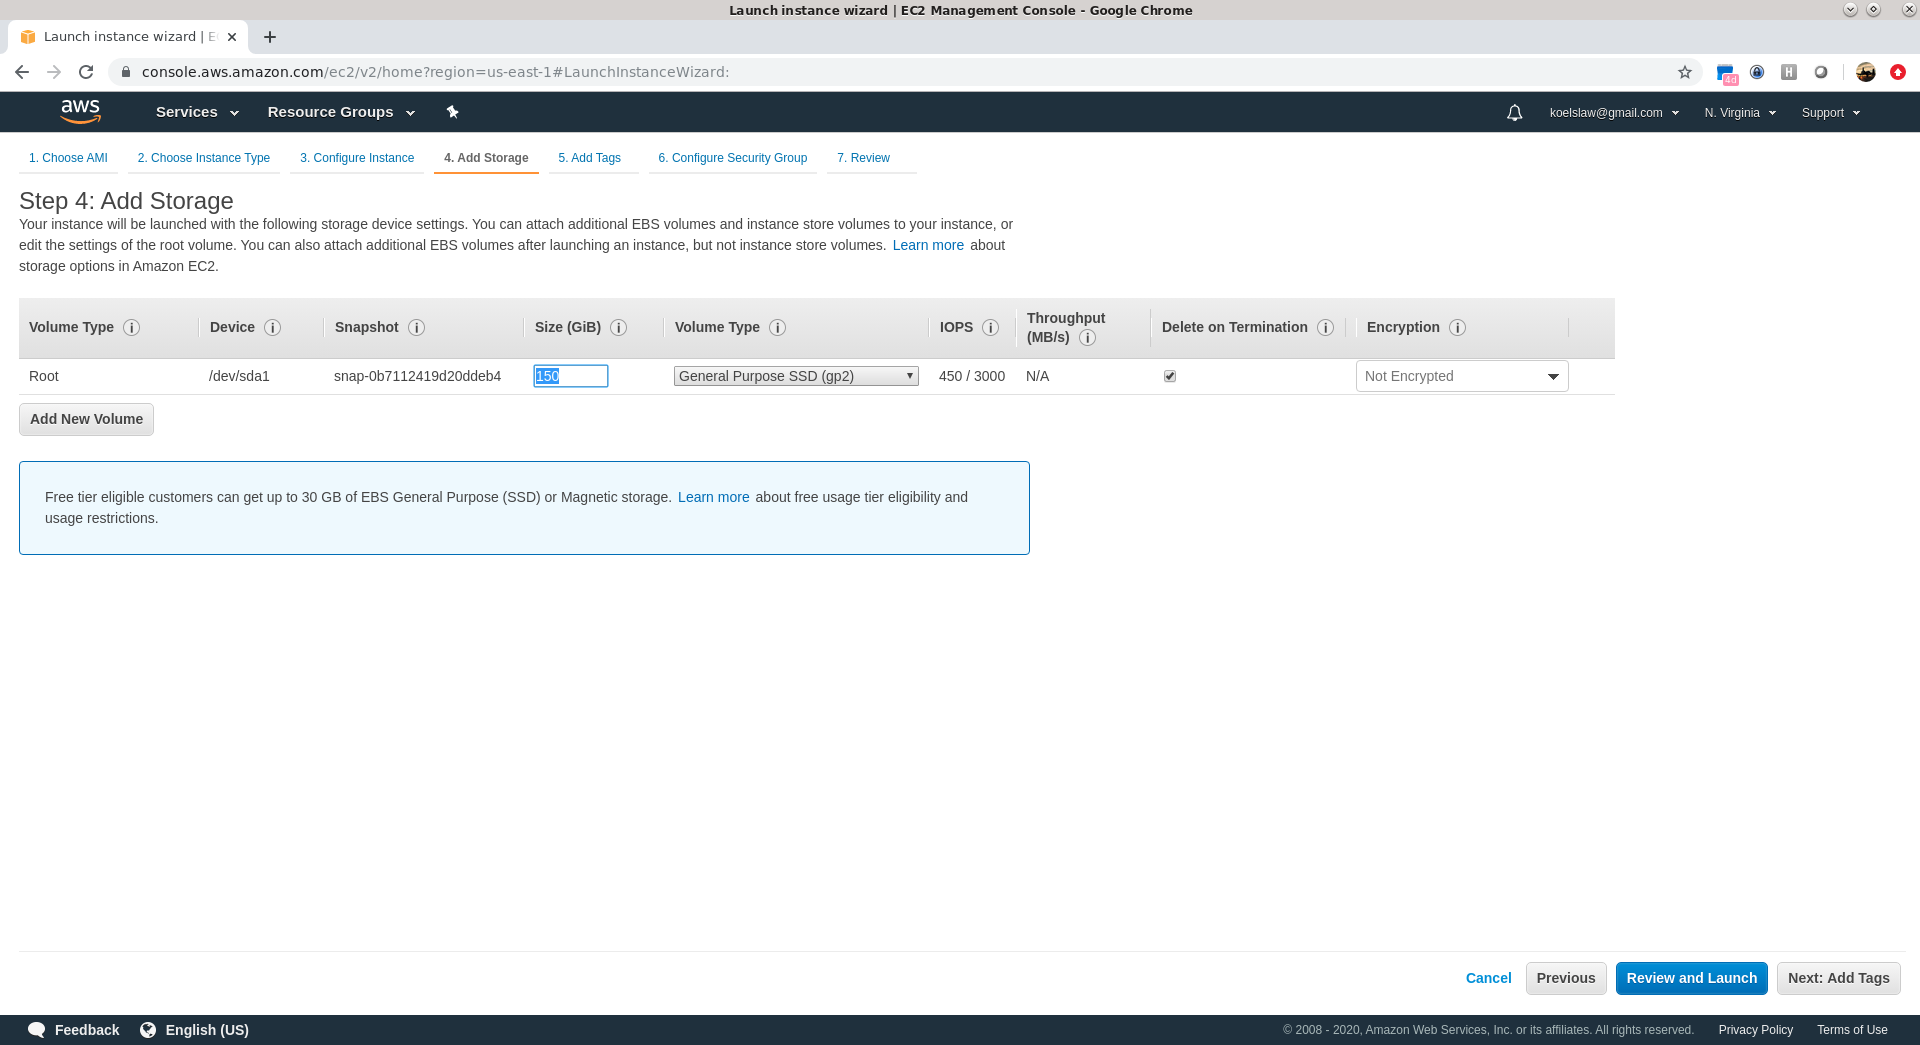 Launch instance wizard | EC2 Management Console - Google Chrome
Launch instance wizard | E
console.aws.amazon.com/ec2/v2/home?region=us-east-1#LaunchInstanceWizard:
4d
H
aws
Services
Resource Groups
koelslaw@gmail.com
N. Virginia
Support
1. Choose AMI
2. Choose Instance Type
3. Configure Instance
4. Add Storage
5. Add Tags
6. Configure Security Group
7. Review
Step 4: Add Storage
Your instance will be launched with the following storage device settings. You can attach additional EBS volumes and instance store volumes to your instance, or
edit the settings of the root volume. You can also attach additional EBS volumes after launching an instance, but not instance store volumes. Learn more about
storage options in Amazon EC2.
Volume Type i
Device i
Snapshot i
Size (GiB) i
Volume Type i
IOPS i
Throughput
(MB/s) i
Delete on Termination i
Encryption i
Root
/dev/sda1
snap-0b7112419d20ddeb4
150
General Purpose SSD (gp2)
450 / 3000
N/A
Not Encrypted
Add New Volume
Free tier eligible customers can get up to 30 GB of EBS General Purpose (SSD) or Magnetic storage. Learn more about free usage tier eligibility and
usage restrictions.
Cancel
Previous
Review and Launch
Next: Add Tags
Feedback
English (US)
© 2008 - 2020, Amazon Web Services, Inc. or its affiliates. All rights reserved.
Privacy Policy
Terms of Use